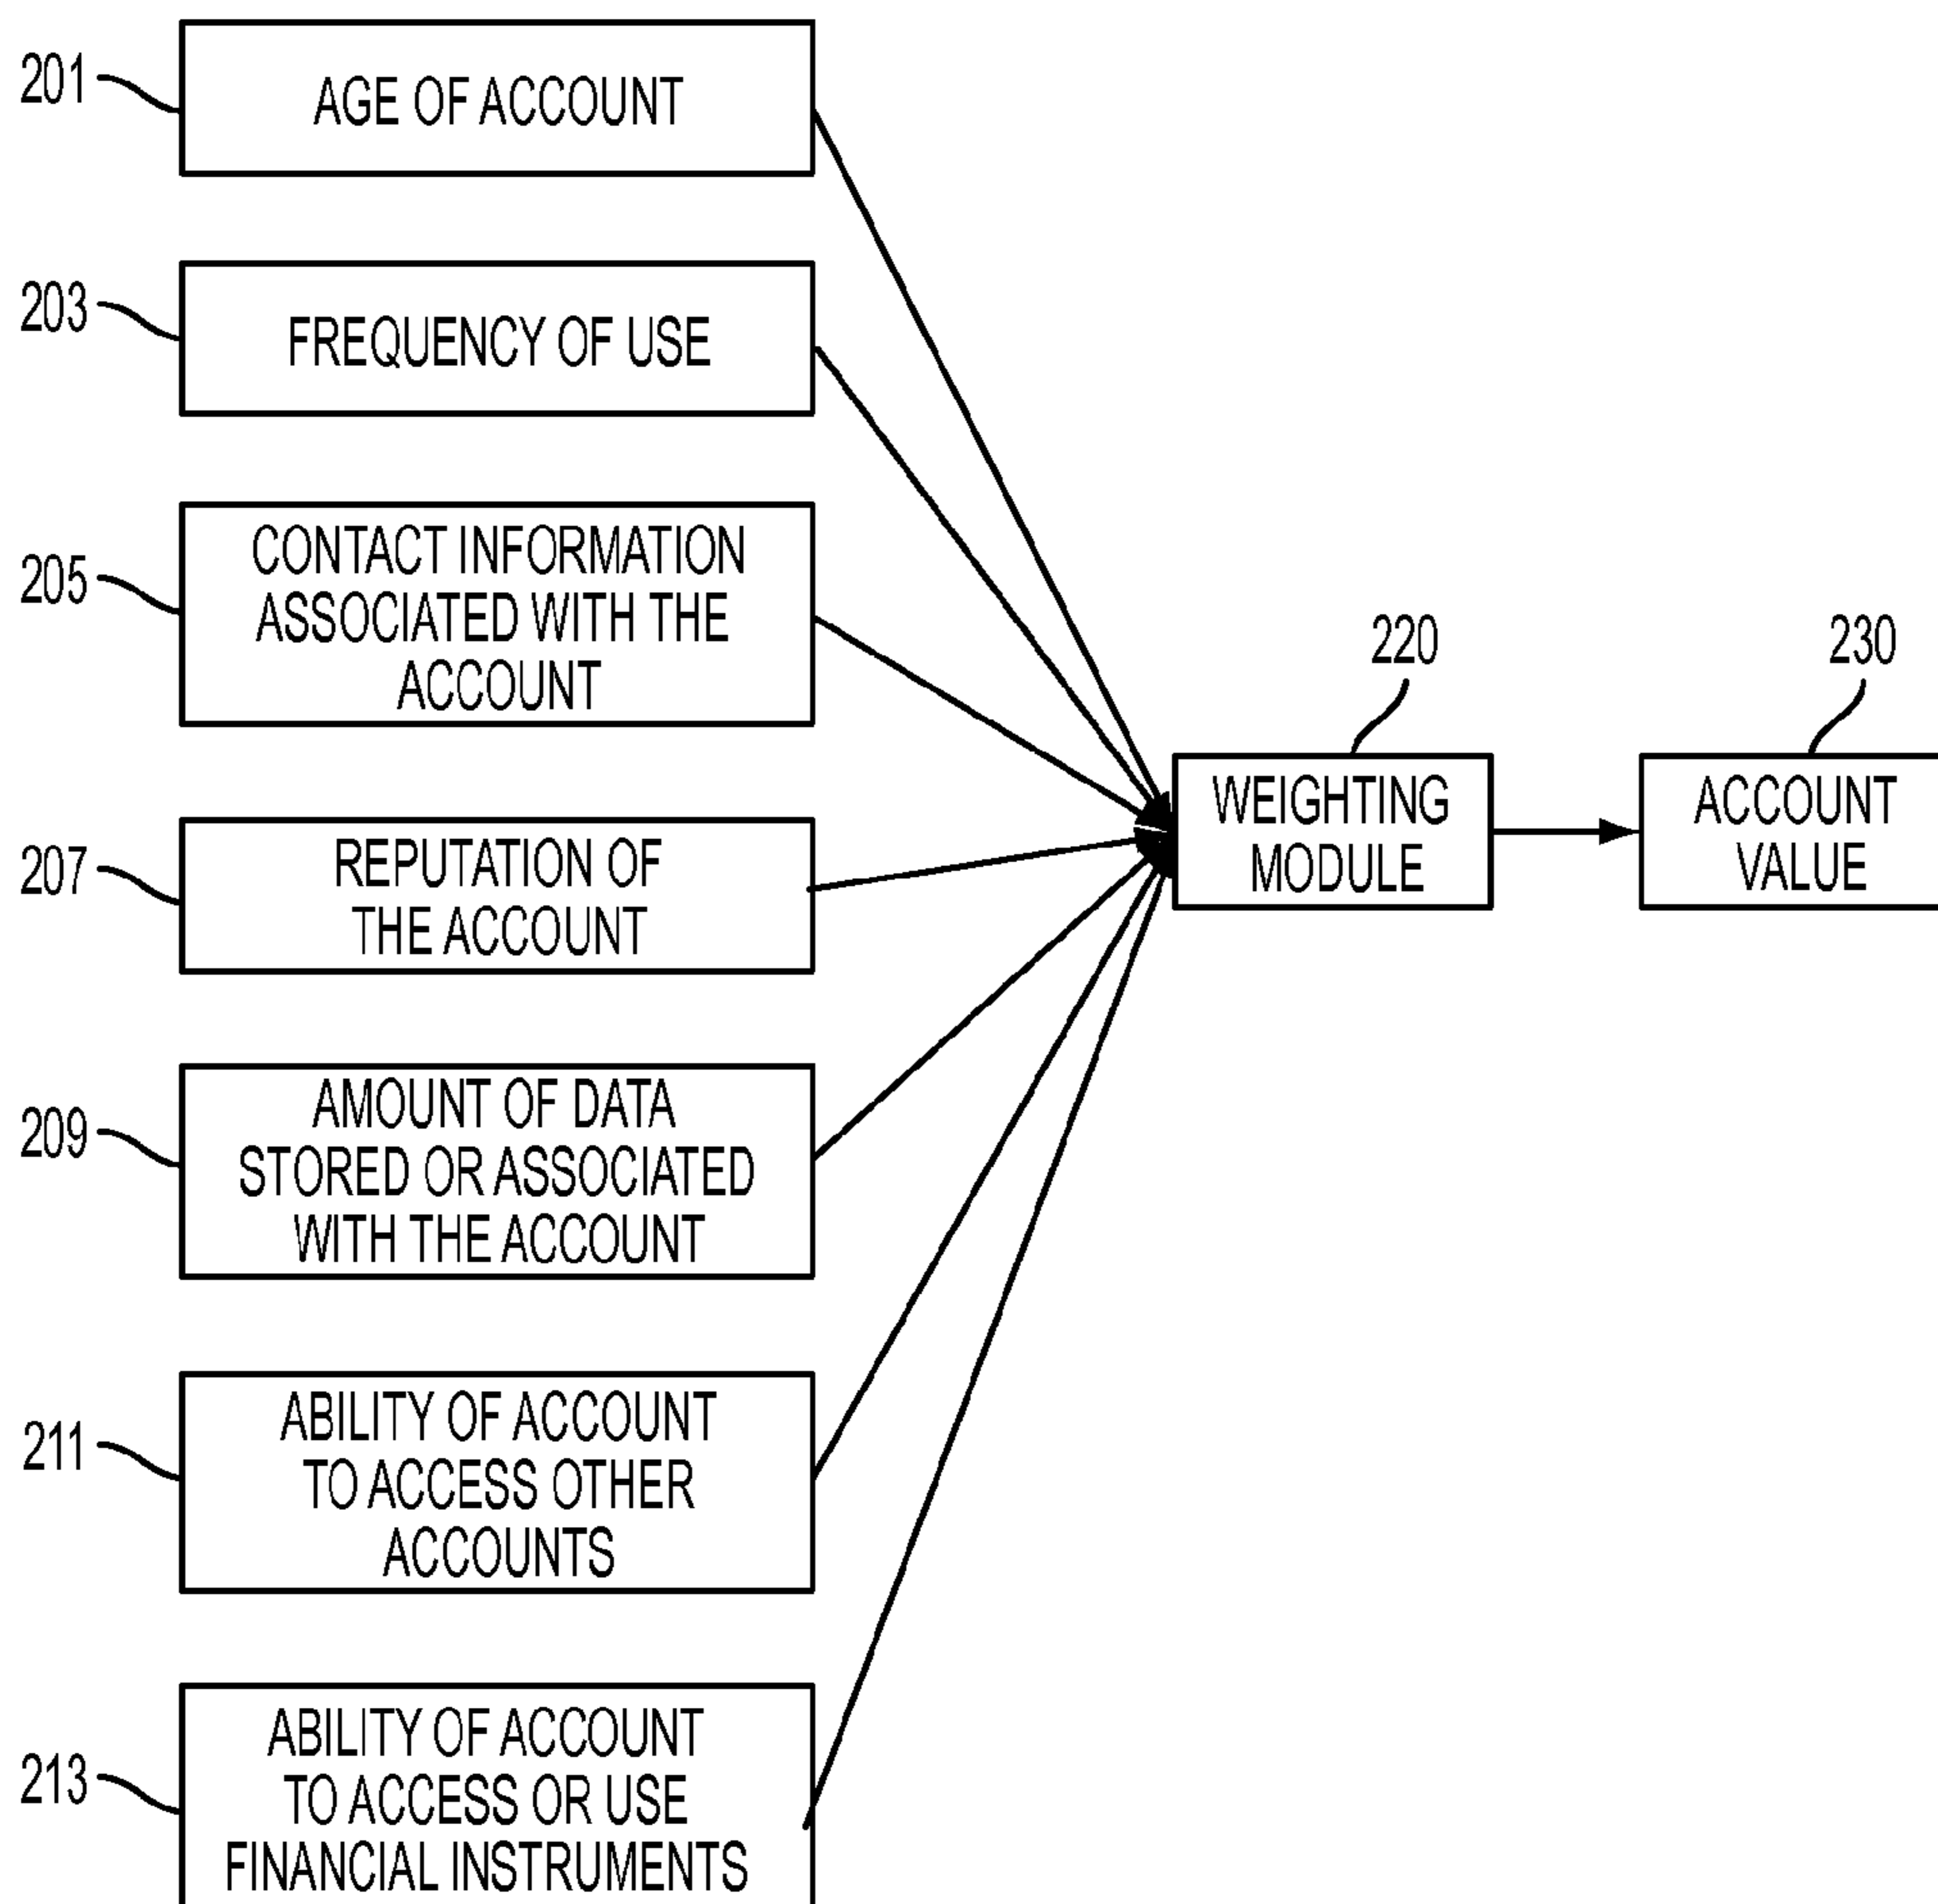 201
AGE OF ACCOUNT
203
FREQUENCY OF USE
205
CONTACT INFORMATION
ASSOCIATED WITH THE
ACCOUNT
207
REPUTATION OF
THE ACCOUNT
209
AMOUNT OF DATA
STORED OR ASSOCIATED
WITH THE ACCOUNT
211
ABILITY OF ACCOUNT
TO ACCESS OTHER
ACCOUNTS
213
ABILITY OF ACCOUNT
TO ACCESS OR USE
FINANCIAL INSTRUMENTS
220
WEIGHTING
MODULE
230
ACCOUNT
VALUE